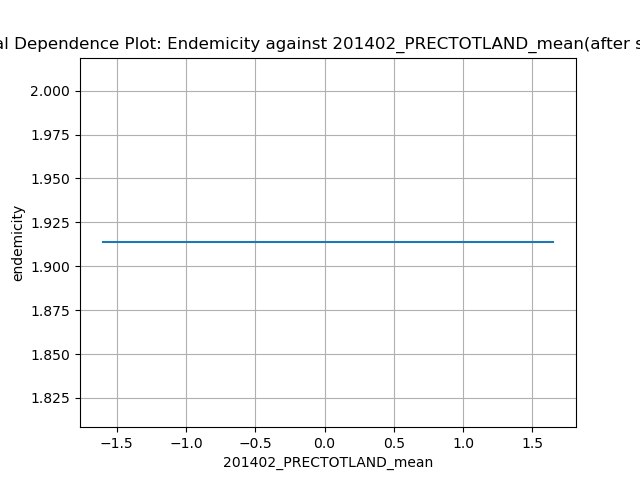 al Dependence Plot: Endemicity against 201402_PRECTOTLAND_mean(after s
2.000
1.975
1.950
1.925
1.900
1.875
1.850
1.825
endemicity
−1.5 −1.0 −0.5 0.0 0.5 1.0 1.5
201402_PRECTOTLAND_mean